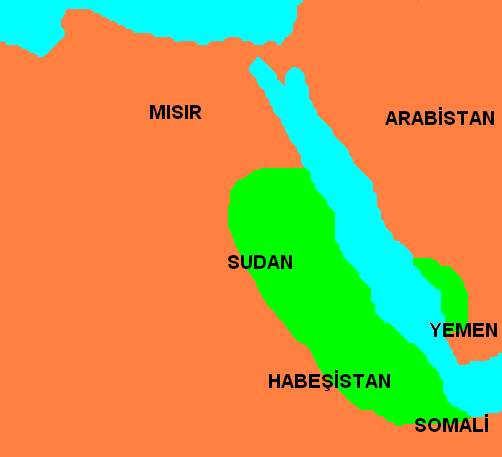 MISIR
ARABİSTAN
SUDAN
YEMEN
HABEŞİSTAN
SOMALİ